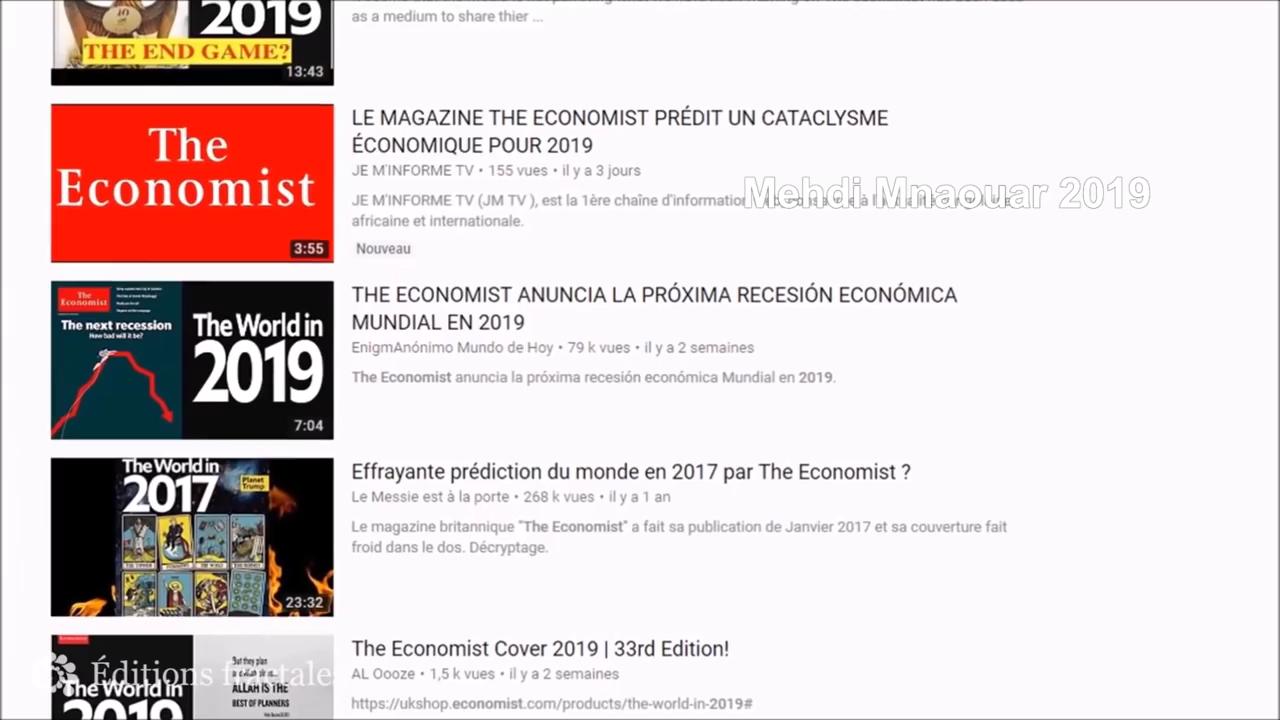 2019
THE END GAME?
13:43
as a medium to share thier ...
The
Economist
3:55
LE MAGAZINE THE ECONOMIST PRÉDIT UN CATACLYSME
ÉCONOMIQUE POUR 2019
JE M'INFORME TV • 155 vues • il y a 3 jours
Mehdi Mnaouar 2019
JE M'INFORME TV (JM TV ), est la 1ère chaîne d'information
africaine et internationale.
Nouveau
The
Economist
The next recession
How bad will it be?
The World in
2019
7:04
THE ECONOMIST ANUNCIA LA PRÓXIMA RECESIÓN ECONÓMICA
MUNDIAL EN 2019
EnigmAnónimo Mundo de Hoy • 79 k vues • il y a 2 semaines
The Economist anuncia la próxima recesión económica Mundial en 2019.
The World in
2017
Planet
Trump
23:32
Effrayante prédiction du monde en 2017 par The Economist ?
Le Messie est à la porte • 268 k vues • il y a 1 an
Le magazine britannique "The Economist" a fait sa publication de Janvier 2017 et sa couverture fait
froid dans le dos. Décryptage.
The World in
2019
But they plan
ALLAH IS THE
BEST OF PLANNERS
Éditions fractales
The Economist Cover 2019 | 33rd Edition!
AL Oooze • 1,5 k vues • il y a 2 semaines
https://ukshop.economist.com/products/the-world-in-2019#